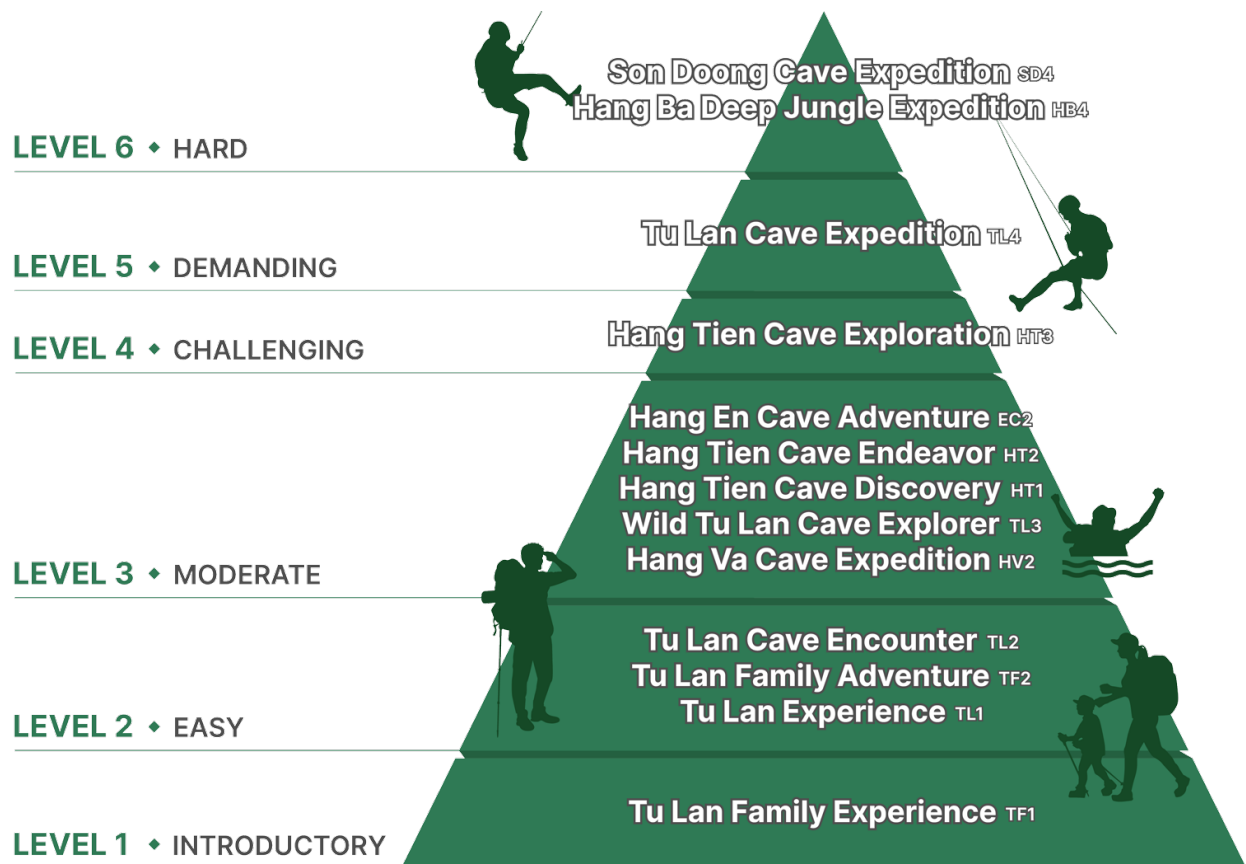 Son Doong Cave Expedition SD4
Hang Ba Deep Jungle Expedition HB4
LEVEL 6 ◆ HARD
Tu Lan Cave Expedition TL4
LEVEL 5 ◆ DEMANDING
Hang Tien Cave Exploration HT3
LEVEL 4 ◆ CHALLENGING
Hang En Cave Adventure EC2
Hang Tien Cave Endeavor HT2
Hang Tien Cave Discovery HT1
Wild Tu Lan Cave Explorer TL3
Hang Va Cave Expedition HV2
LEVEL 3 ◆ MODERATE
Tu Lan Cave Encounter TL2
Tu Lan Family Adventure TF2
Tu Lan Experience TL1
LEVEL 2 ◆ EASY
Tu Lan Family Experience TF1
LEVEL 1 ◆ INTRODUCTORY